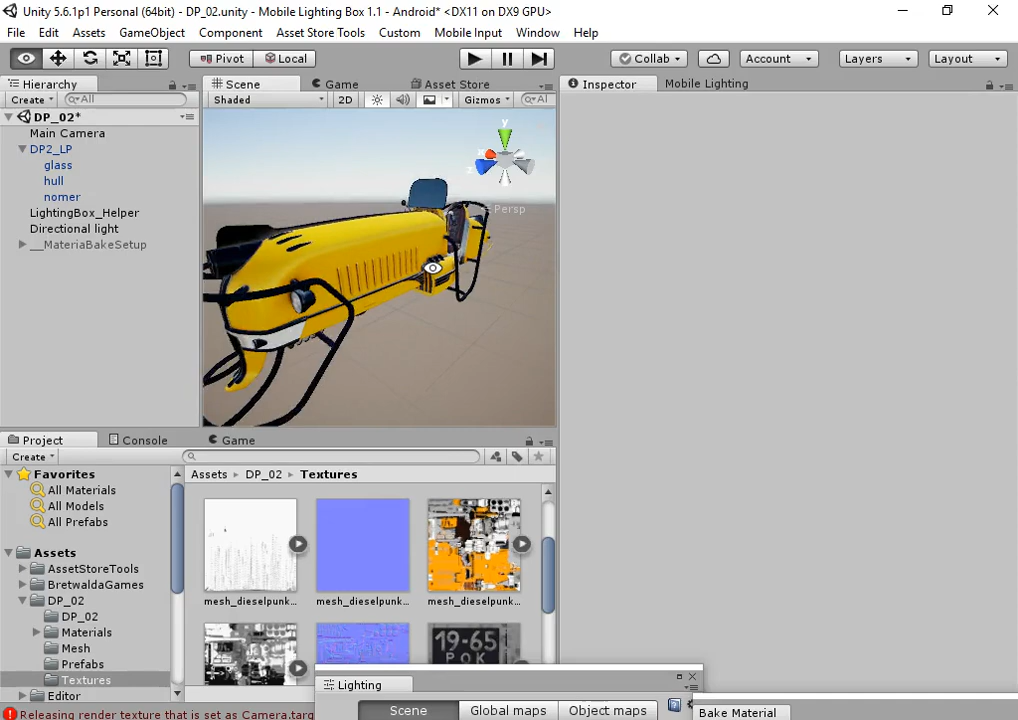 Unity 5.6.1p1 Personal (64bit) - DP_02.unity - Mobile Lighting Box 1.1 - Android* <DX11 on DX9 GPU>
File Edit Assets GameObject Component Asset Store Tools Custom Mobile Input Window Help
Pivot Local Collab Account Layers Layout
Hierarchy Scene Game Asset Store Inspector Mobile Lighting
Create All Shaded 2D Gizmos Al
DP_02*
Main Camera
DP2_LP
glass
hull
nomer
LightingBox_Helper
Directional light
__MateriaBakeSetup
y
z
Persp
Project Console Game
Create
Favorites
All Materials
All Models
All Prefabs
Assets
AssetStoreTools
BretwaldaGames
DP_02
DP_02
Materials
Mesh
Prefabs
Textures
Editor
Assets DP_02 Textures
mesh_dieselpunk... mesh_dieselpunk... mesh_dieselpunk...
19-65
POK
Releasing render texture that is set as Camera.targ
Lighting
Scene Global maps Object maps
Bake Material